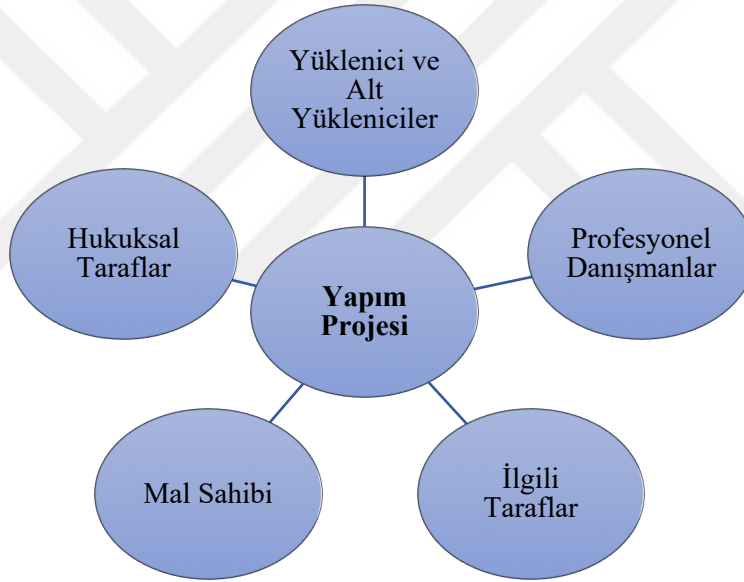 Yüklenici ve
Alt
Yükleniciler
Hukuksal
Taraflar
Profesyonel
Danışmanlar
Yapım
Projesi
Mal Sahibi
İlgili
Taraflar